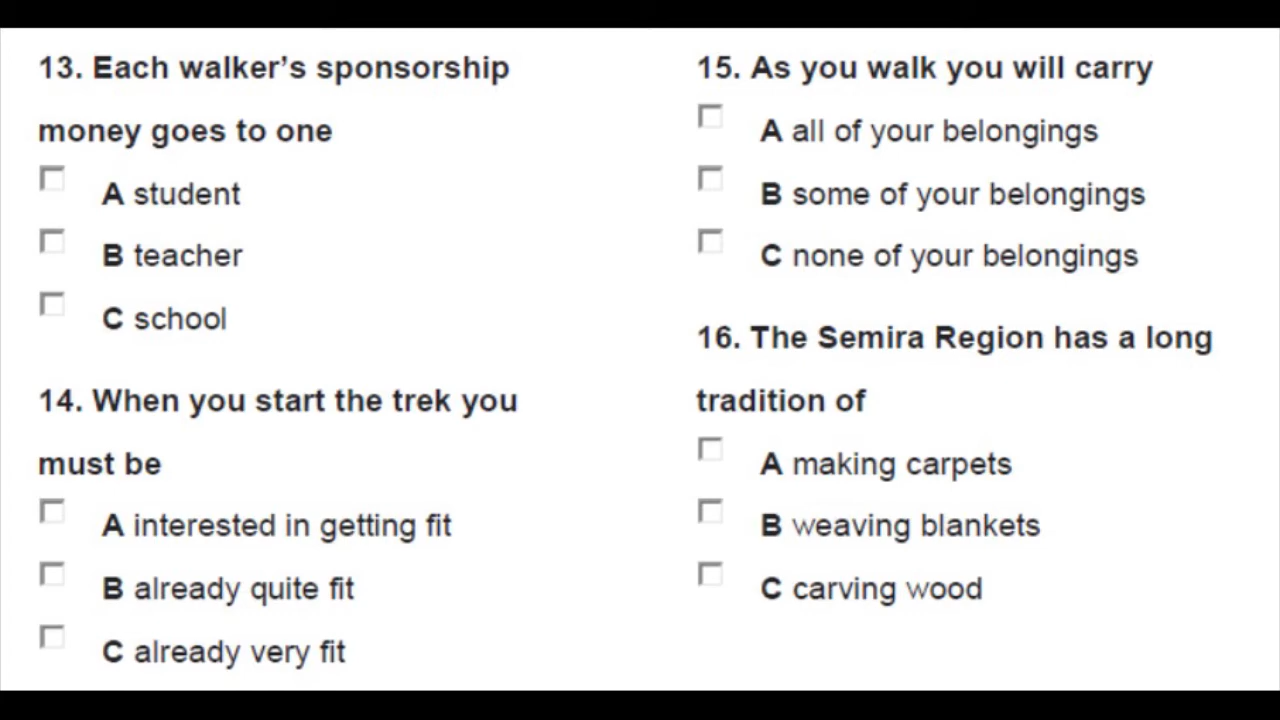 13. Each walker’s sponsorship
money goes to one
A student
B teacher
C school
14. When you start the trek you
must be
A interested in getting fit
B already quite fit
C already very fit
15. As you walk you will carry
A all of your belongings
B some of your belongings
C none of your belongings
16. The Semira Region has a long
tradition of
A making carpets
B weaving blankets
C carving wood